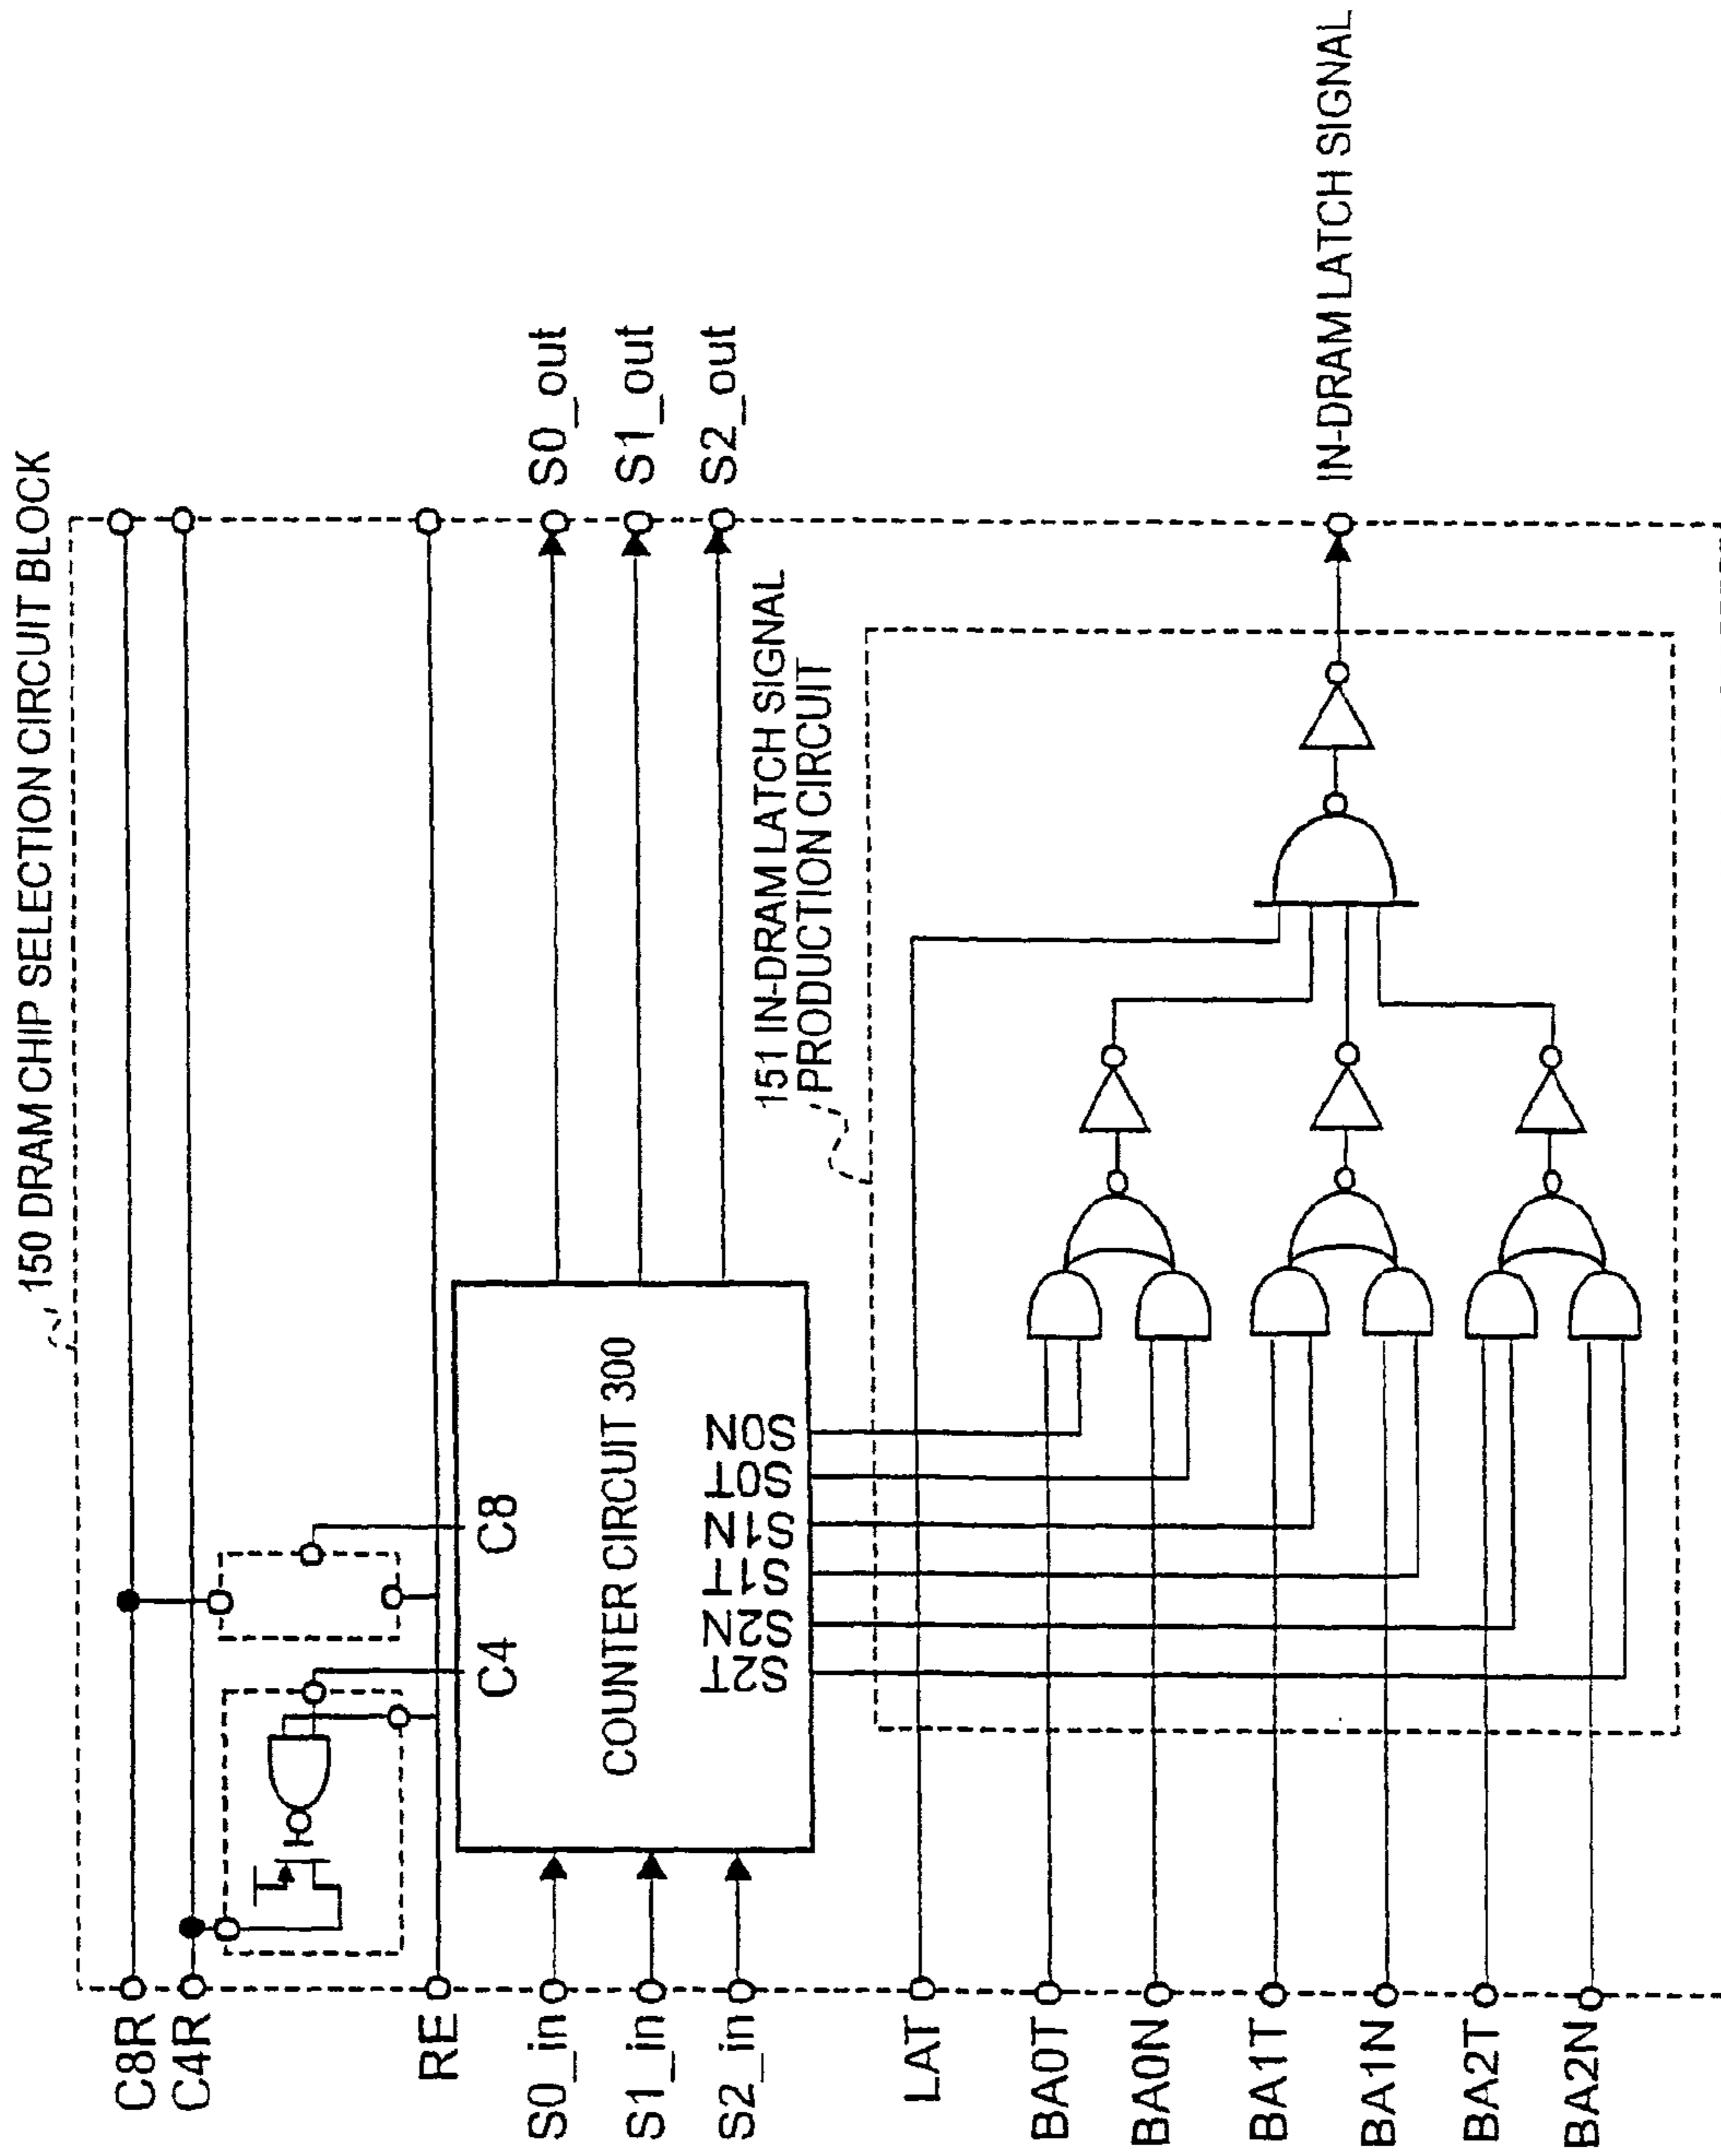 150 DRAM CHIP SELECTION CIRCUIT BLOCK
C8R
C4R
RE
S0_in
S1_in
S2_in
C4
C8
COUNTER CIRCUIT 300
S2T
S2N
S1T
S1N
S0T
S0N
S0_out
S1_out
S2_out
151 IN-DRAM LATCH SIGNAL
PRODUCTION CIRCUIT
LAT
BA0T
BA0N
BA1T
BA1N
BA2T
BA2N
IN-DRAM LATCH SIGNAL